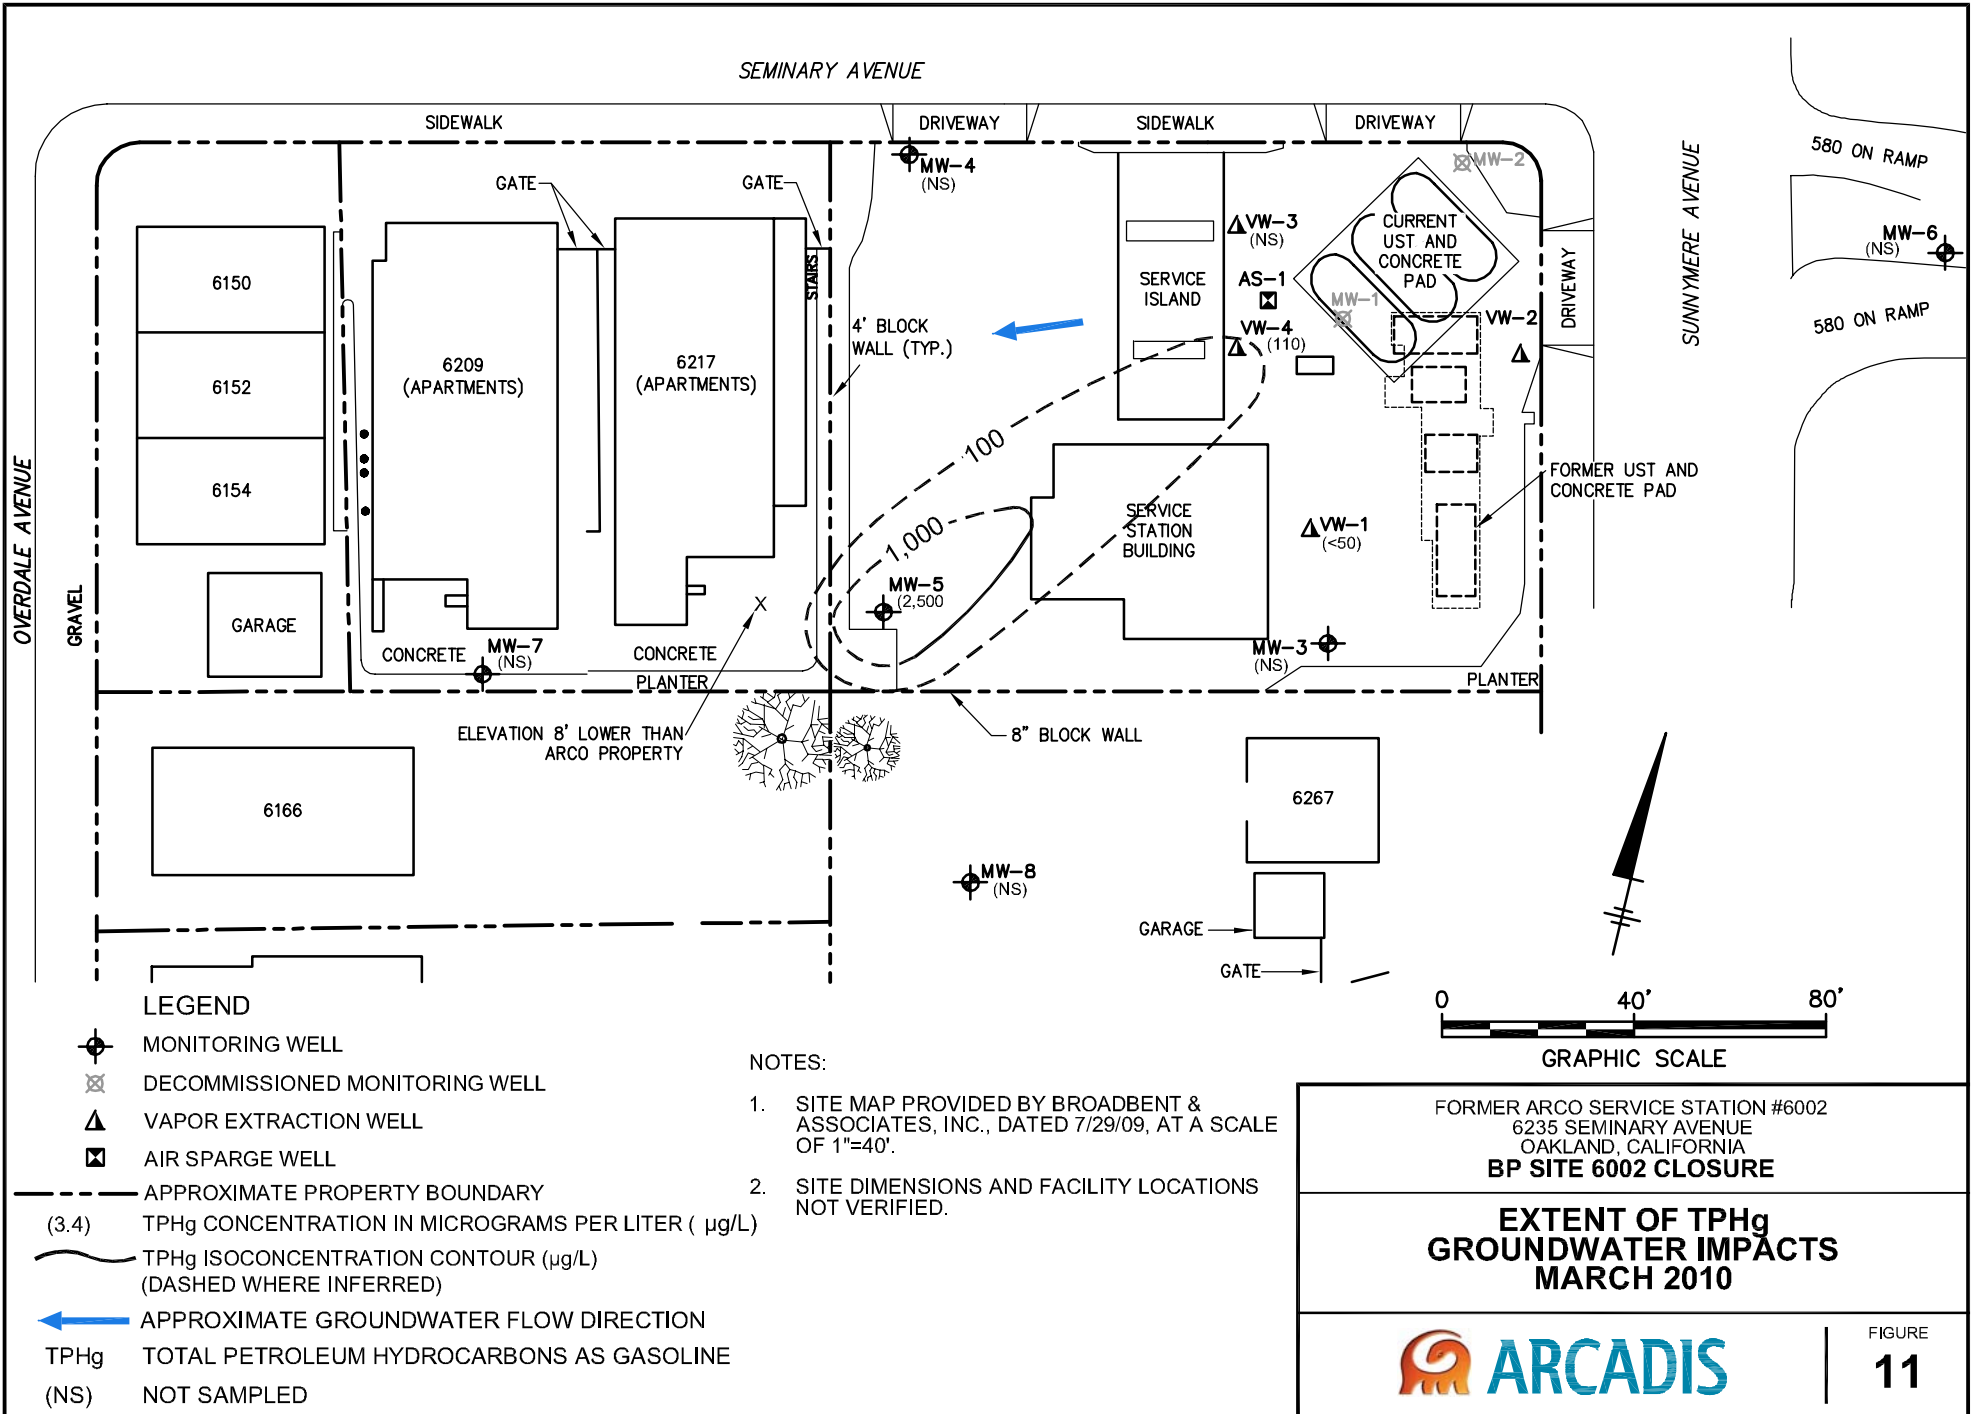 SEMINARY AVENUE
SIDEWALK
DRIVEWAY
SIDEWALK
DRIVEWAY
580 ON RAMP
580 ON RAMP
SUNNYMERE AVENUE
OVERDALE AVENUE
GRAVEL
MW-4
(NS)
MW-2
MW-6
(NS)
GATE
GATE
STAIRS
VW-3
(NS)
CURRENT
UST AND
CONCRETE
PAD
DRIVEWAY
6150
6152
6154
6209
(APARTMENTS)
6217
(APARTMENTS)
4' BLOCK
WALL (TYP.)
SERVICE
ISLAND
AS-1
MW-1
VW-4
(110)
VW-2
100
1,000
SERVICE
STATION
BUILDING
VW-1
(<50)
FORMER UST AND
CONCRETE PAD
GARAGE
MW-5
(2,500
X
MW-7
(NS)
CONCRETE
CONCRETE
PLANTER
MW-3
(NS)
PLANTER
ELEVATION 8' LOWER THAN
ARCO PROPERTY
8" BLOCK WALL
6166
6267
MW-8
(NS)
GARAGE
GATE
0 40' 80'
GRAPHIC SCALE
LEGEND
MONITORING WELL
DECOMMISSIONED MONITORING WELL
VAPOR EXTRACTION WELL
AIR SPARGE WELL
APPROXIMATE PROPERTY BOUNDARY
(3.4) TPHg CONCENTRATION IN MICROGRAMS PER LITER ( µg/L)
TPHg ISOCONCENTRATION CONTOUR (µg/L)
(DASHED WHERE INFERRED)
APPROXIMATE GROUNDWATER FLOW DIRECTION
TPHg TOTAL PETROLEUM HYDROCARBONS AS GASOLINE
(NS) NOT SAMPLED
NOTES:
1. SITE MAP PROVIDED BY BROADBENT &
ASSOCIATES, INC., DATED 7/29/09, AT A SCALE
OF 1"=40'.
2. SITE DIMENSIONS AND FACILITY LOCATIONS
NOT VERIFIED.
FORMER ARCO SERVICE STATION #6002
6235 SEMINARY AVENUE
OAKLAND, CALIFORNIA
BP SITE 6002 CLOSURE
EXTENT OF TPHg
GROUNDWATER IMPACTS
MARCH 2010
ARCADIS
FIGURE
11